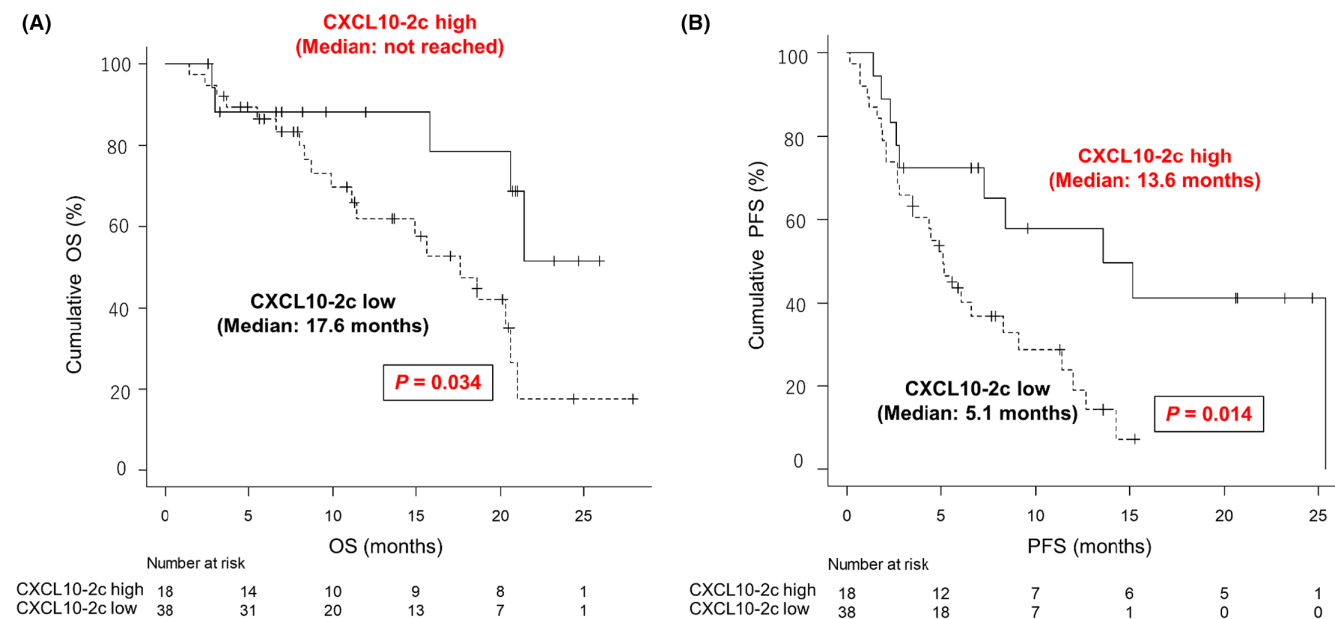 (A)
CXCL10-2c high
(Median: not reached)
100
80
60
40
20
0
Cumulative OS (%)
CXCL10-2c low
(Median: 17.6 months)
P = 0.034
0 5 10 15 20 25
OS (months)
Number at risk
CXCL10-2c high 18 14 10 9 8 1
CXCL10-2c low 38 31 20 13 7 1
(B)
100
80
60
40
20
0
Cumulative PFS (%)
CXCL10-2c high
(Median: 13.6 months)
CXCL10-2c low
(Median: 5.1 months)
P = 0.014
0 5 10 15 20 25
PFS (months)
Number at risk
CXCL10-2c high 18 12 7 6 5 1
CXCL10-2c low 38 18 7 1 0 0